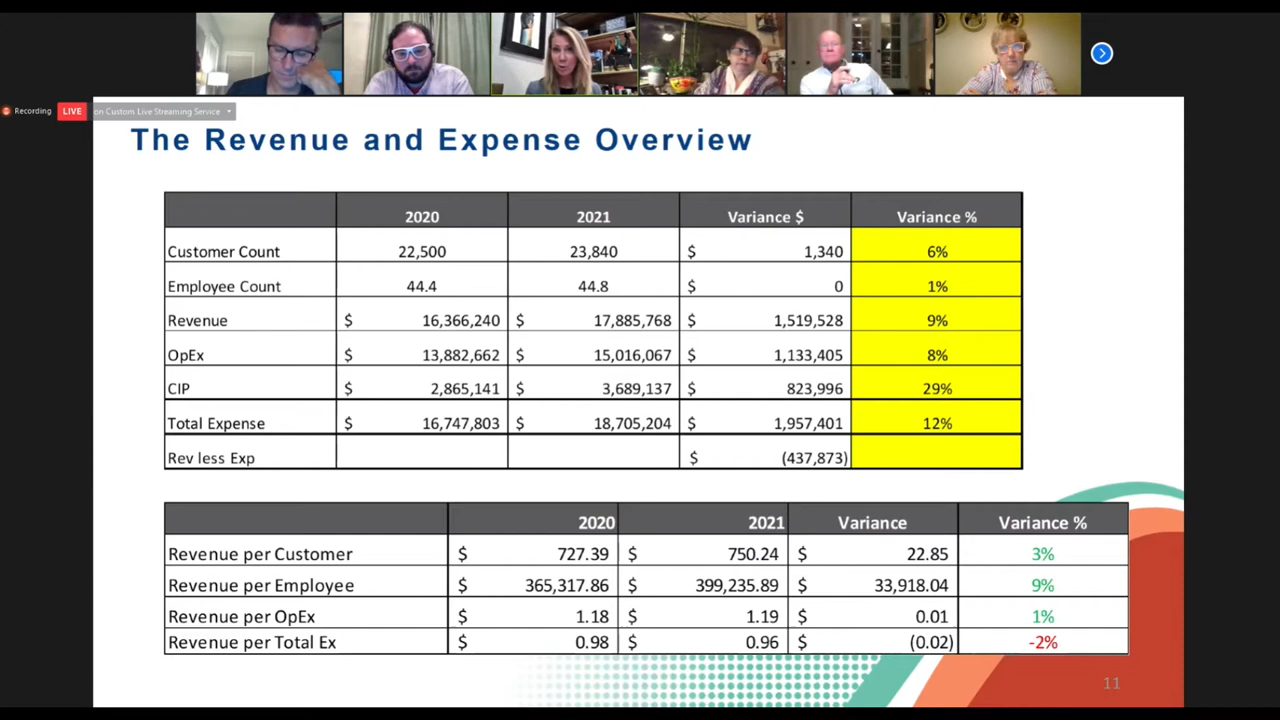 Recording LIVE on Custom Live Streaming Service
The Revenue and Expense Overview
2020 2021 Variance $ Variance %
Customer Count 22,500 23,840 $ 1,340 6%
Employee Count 44.4 44.8 $ 0 1%
Revenue $ 16,366,240 $ 17,885,768 $ 1,519,528 9%
OpEx $ 13,882,662 $ 15,016,067 $ 1,133,405 8%
CIP $ 2,865,141 $ 3,689,137 $ 823,996 29%
Total Expense $ 16,747,803 $ 18,705,204 $ 1,957,401 12%
Rev less Exp $ (437,873)
2020 2021 Variance Variance %
Revenue per Customer $ 727.39 $ 750.24 $ 22.85 3%
Revenue per Employee $ 365,317.86 $ 399,235.89 $ 33,918.04 9%
Revenue per OpEx $ 1.18 $ 1.19 $ 0.01 1%
Revenue per Total Ex $ 0.98 $ 0.96 $ (0.02) -2%
11